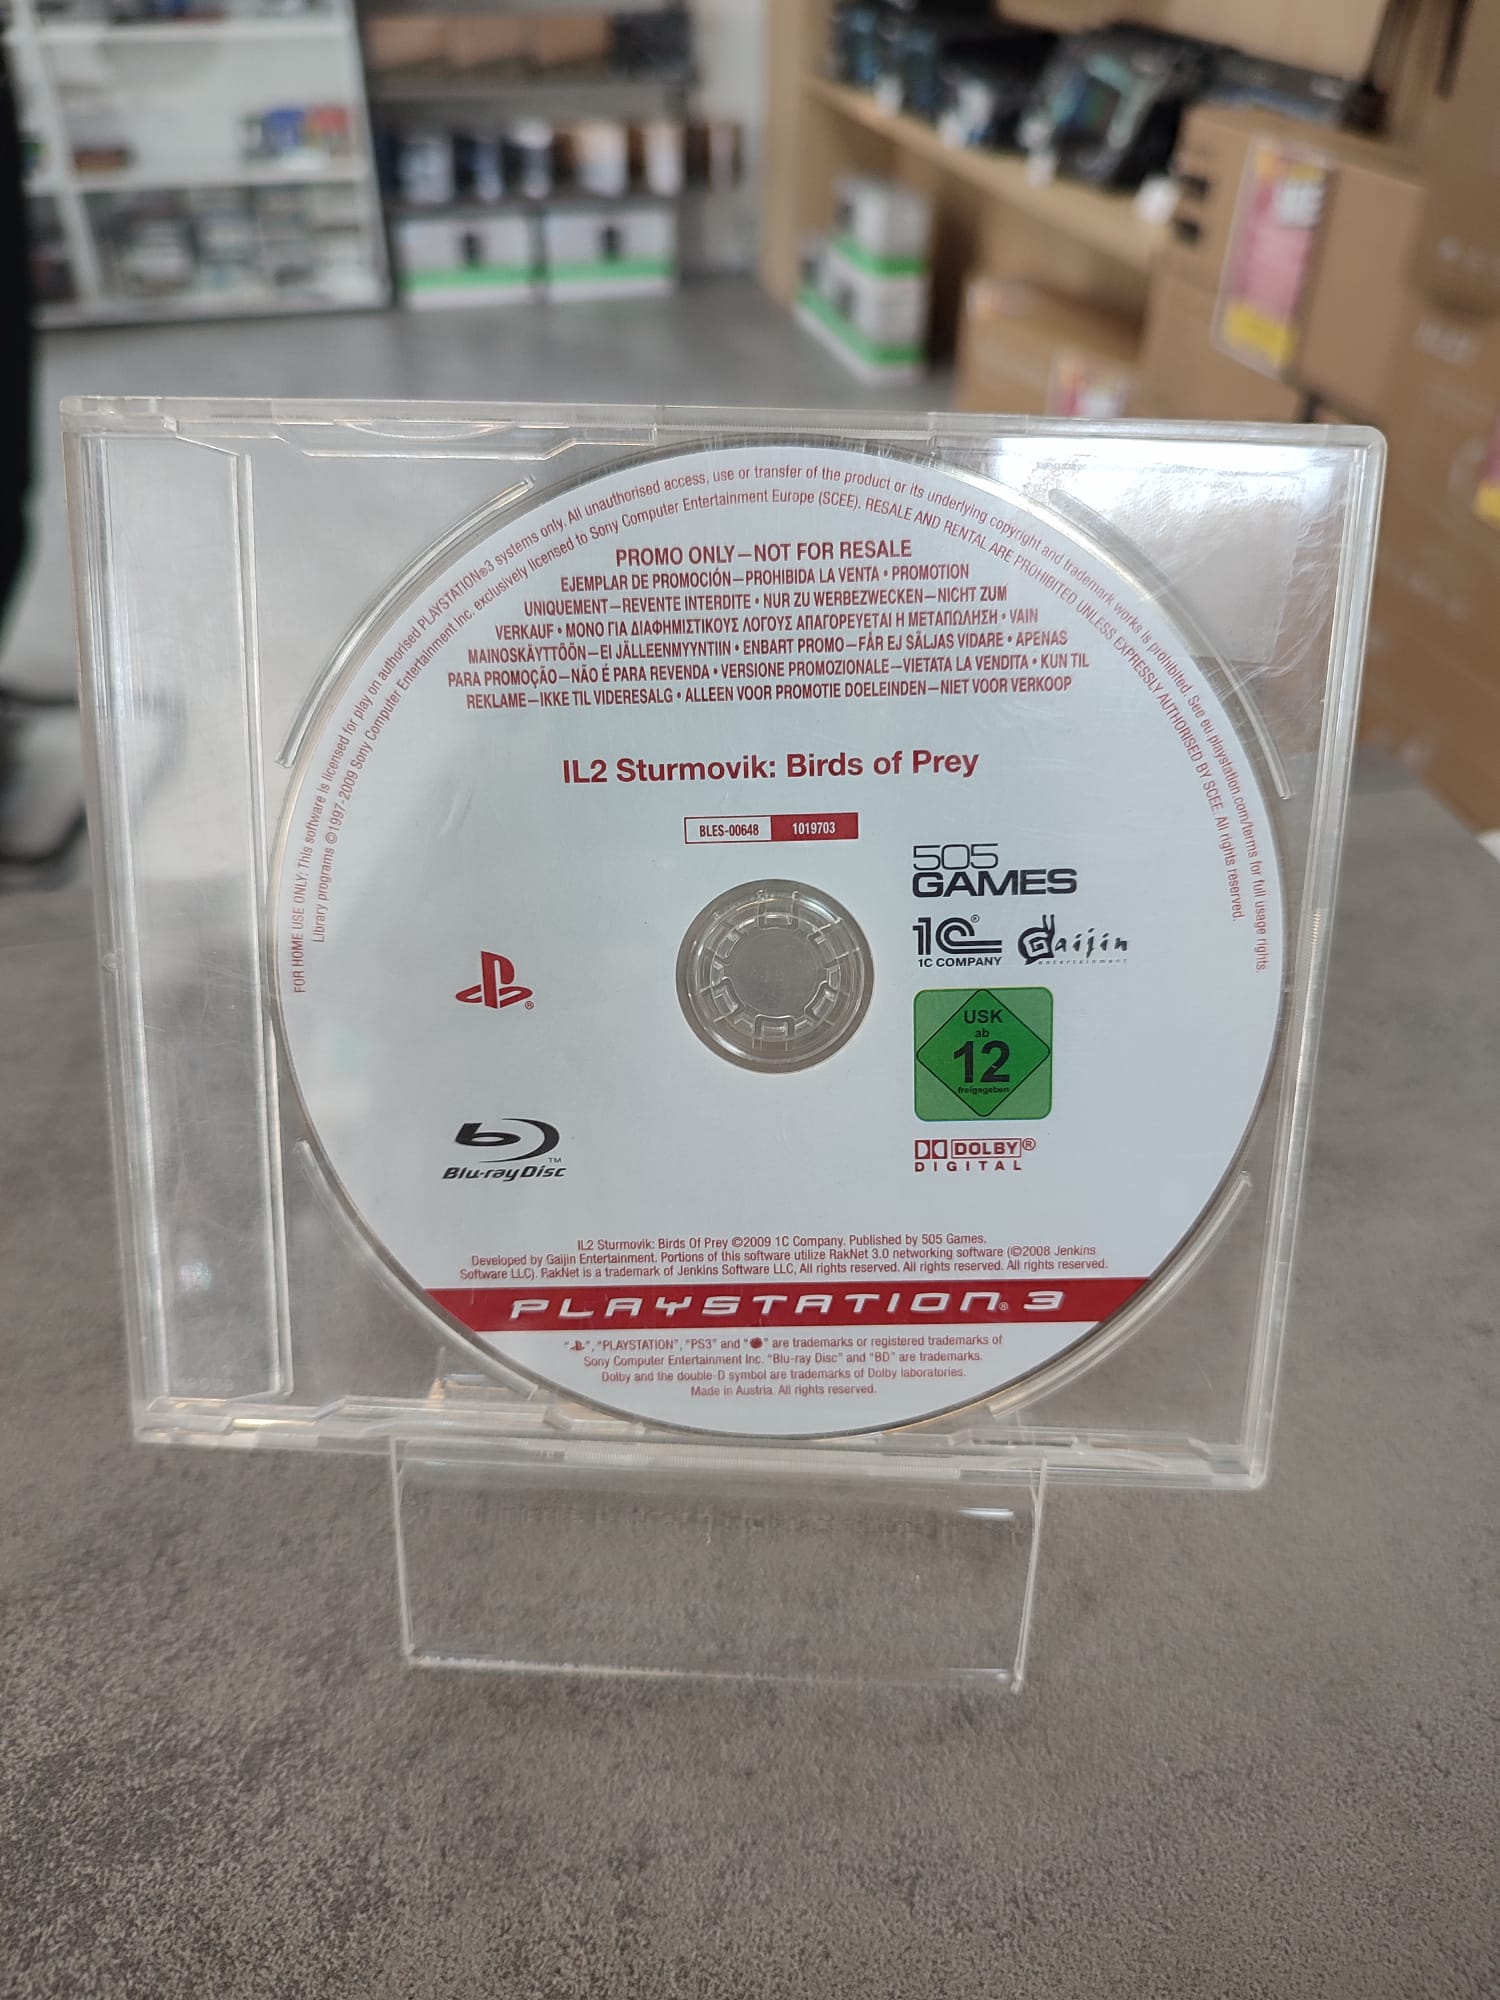 FOR HOME USE ONLY: This software is licensed for play on authorised PLAYSTATION®3 systems only. All unauthorised access, use or transfer of the product or its underlying copyright and trademark works is prohibited. See eu.playstation.com/terms for full usage rights.
Library programs ©1997-2009 Sony Computer Entertainment Inc. exclusively licensed to Sony Computer Entertainment Europe (SCEE). RESALE AND RENTAL ARE PROHIBITED UNLESS EXPRESSLY AUTHORISED BY SCEE. All rights reserved.
PROMO ONLY—NOT FOR RESALE
EJEMPLAR DE PROMOCIÓN—PROHIBIDA LA VENTA • PROMOTION
UNIQUEMENT—REVENTE INTERDITE • NUR ZU WERBEZWECKEN—NICHT ZUM
VERKAUF • ΜΟΝΟ ΓΙΑ ΔΙΑΦΗΜΙΣΤΙΚΟΥΣ ΛΟΓΟΥΣ ΑΠΑΓΟΡΕΥΕΤΑΙ Η ΜΕΤΑΠΩΛΗΣΗ • VAIN
MAINOSKÄYTTÖÖN—EI JÄLLEENMYYNTIIN • ENBART PROMO—FÅR EJ SÄLJAS VIDARE • APENAS
PARA PROMOÇÃO—NÃO É PARA REVENDA • VERSIONE PROMOZIONALE—VIETATA LA VENDITA • KUN TIL
REKLAME—IKKE TIL VIDERESALG • ALLEEN VOOR PROMOTIE DOELEINDEN—NIET VOOR VERKOOP
IL2 Sturmovik: Birds of Prey
BLES-00648 1019703
505
GAMES
1C®
1C COMPANY
Gaijin
entertainment
USK
ab
12
freigegeben
Blu-ray Disc™
DOLBY®
DIGITAL
IL2 Sturmovik: Birds Of Prey ©2009 1C Company. Published by 505 Games.
Developed by Gaijin Entertainment. Portions of this software utilize RakNet 3.0 networking software (©2008 Jenkins
Software LLC). RakNet is a trademark of Jenkins Software LLC, All rights reserved. All rights reserved. All rights reserved.
PLAYSTATION®3
" ", "PLAYSTATION", "PS3" and " " are trademarks or registered trademarks of
Sony Computer Entertainment Inc. "Blu-ray Disc" and "BD" are trademarks.
Dolby and the double-D symbol are trademarks of Dolby laboratories.
Made in Austria. All rights reserved.